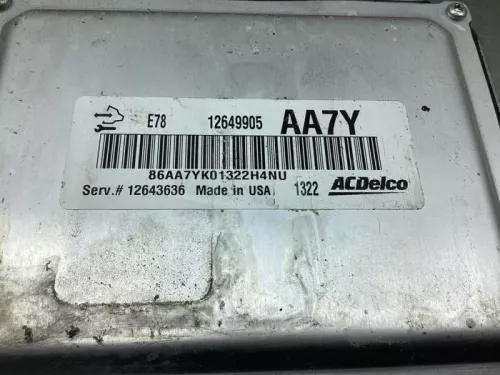 E78 12649905 AA7Y
86AA7YK01322H4NU
Serv.# 12643636 Made in USA 1322 ACDelco